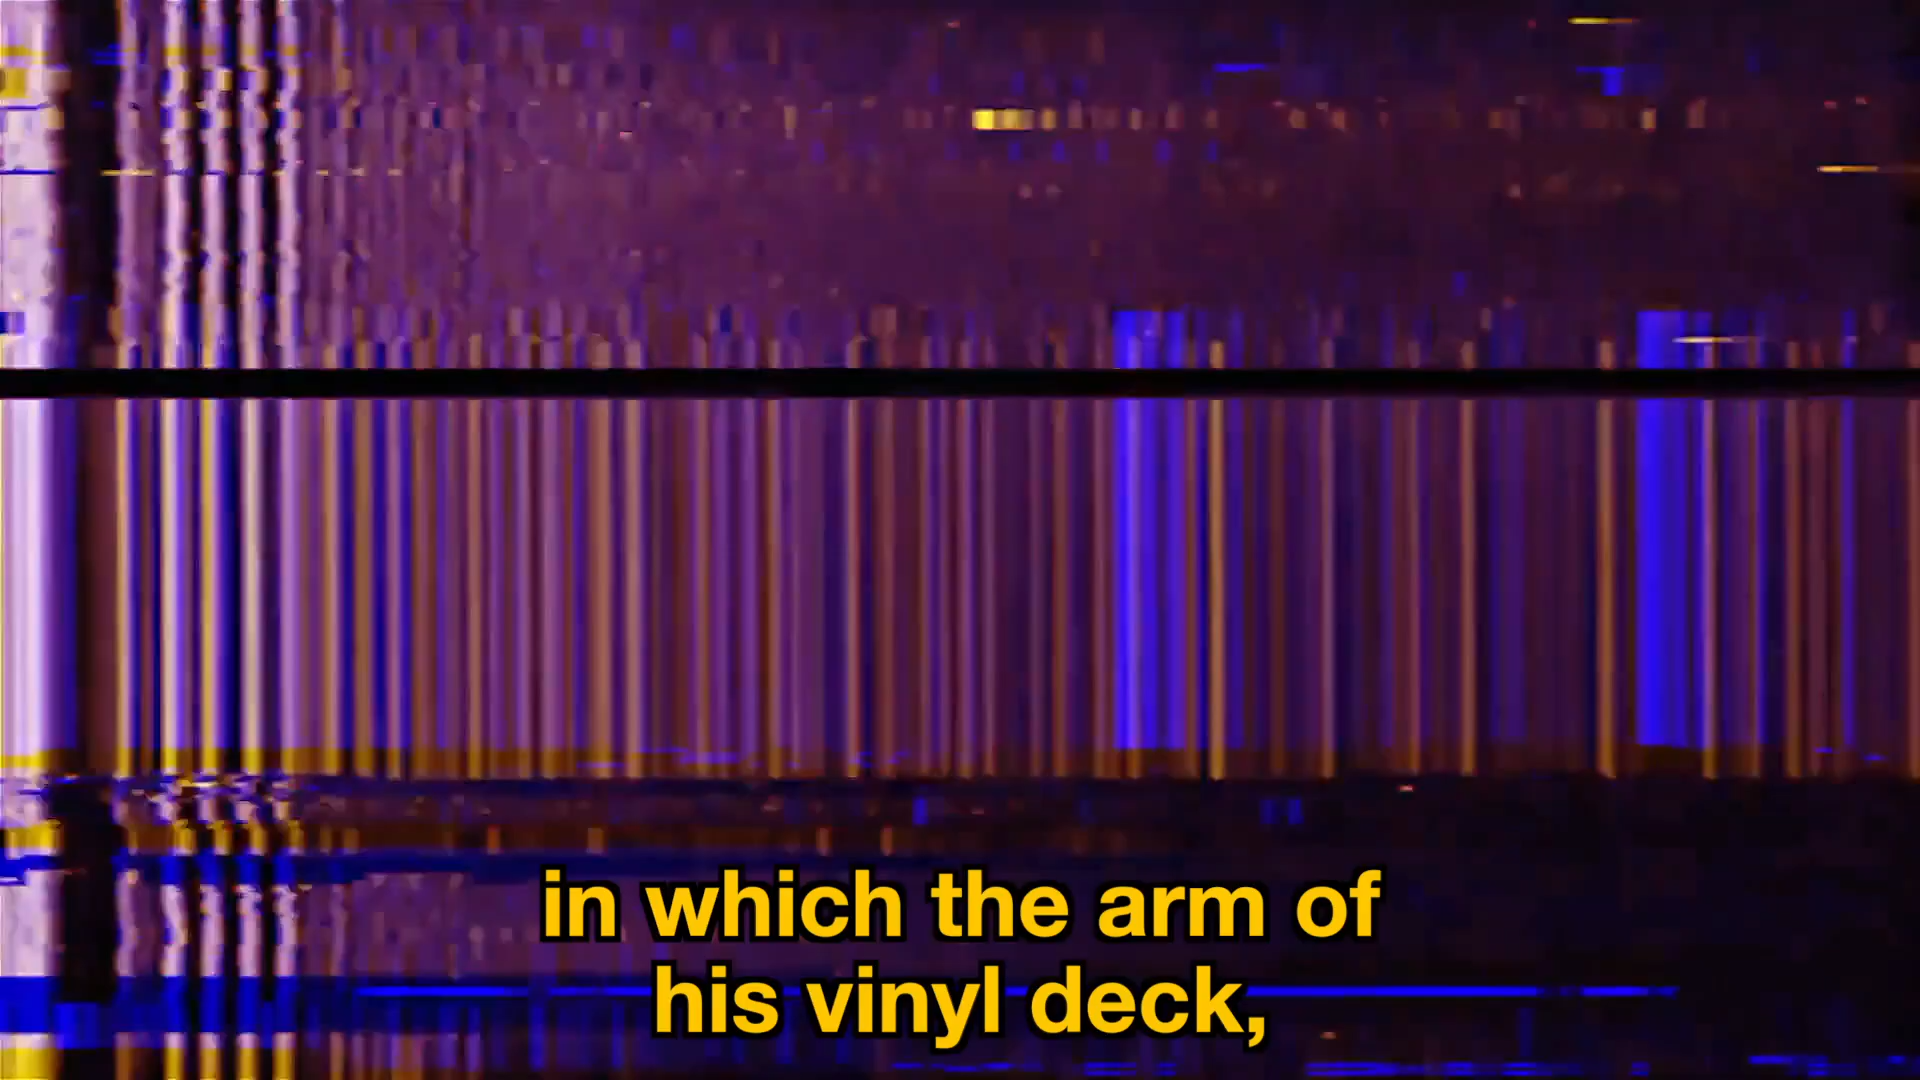 in which the arm of
his vinyl deck,